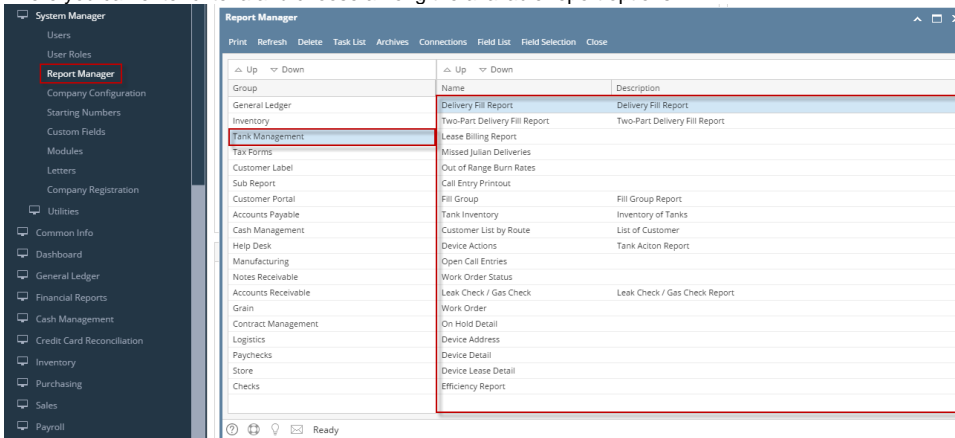 System Manager
Users
User Roles
Report Manager
Company Configuration
Starting Numbers
Custom Fields
Modules
Letters
Company Registration
Utilities
Common Info
Dashboard
General Ledger
Financial Reports
Cash Management
Credit Card Reconciliation
Inventory
Purchasing
Sales
Payroll
Report Manager
Print Refresh Delete Task List Archives Connections Field List Field Selection Close
Up Down Up Down
Group Name Description
General Ledger Delivery Fill Report Delivery Fill Report
Inventory Two-Part Delivery Fill Report Two-Part Delivery Fill Report
Tank Management Lease Billing Report
Tax Forms Missed Julian Deliveries
Customer Label Out of Range Burn Rates
Sub Report Call Entry Printout
Customer Portal Fill Group Fill Group Report
Accounts Payable Tank Inventory Inventory of Tanks
Cash Management Customer List by Route List of Customer
Help Desk Device Actions Tank Aciton Report
Manufacturing Open Call Entries
Notes Receivable Work Order Status
Accounts Receivable Leak Check / Gas Check Leak Check / Gas Check Report
Grain Work Order
Contract Management On Hold Detail
Logistics Device Address
Paychecks Device Detail
Store Device Lease Detail
Checks Efficiency Report
Ready